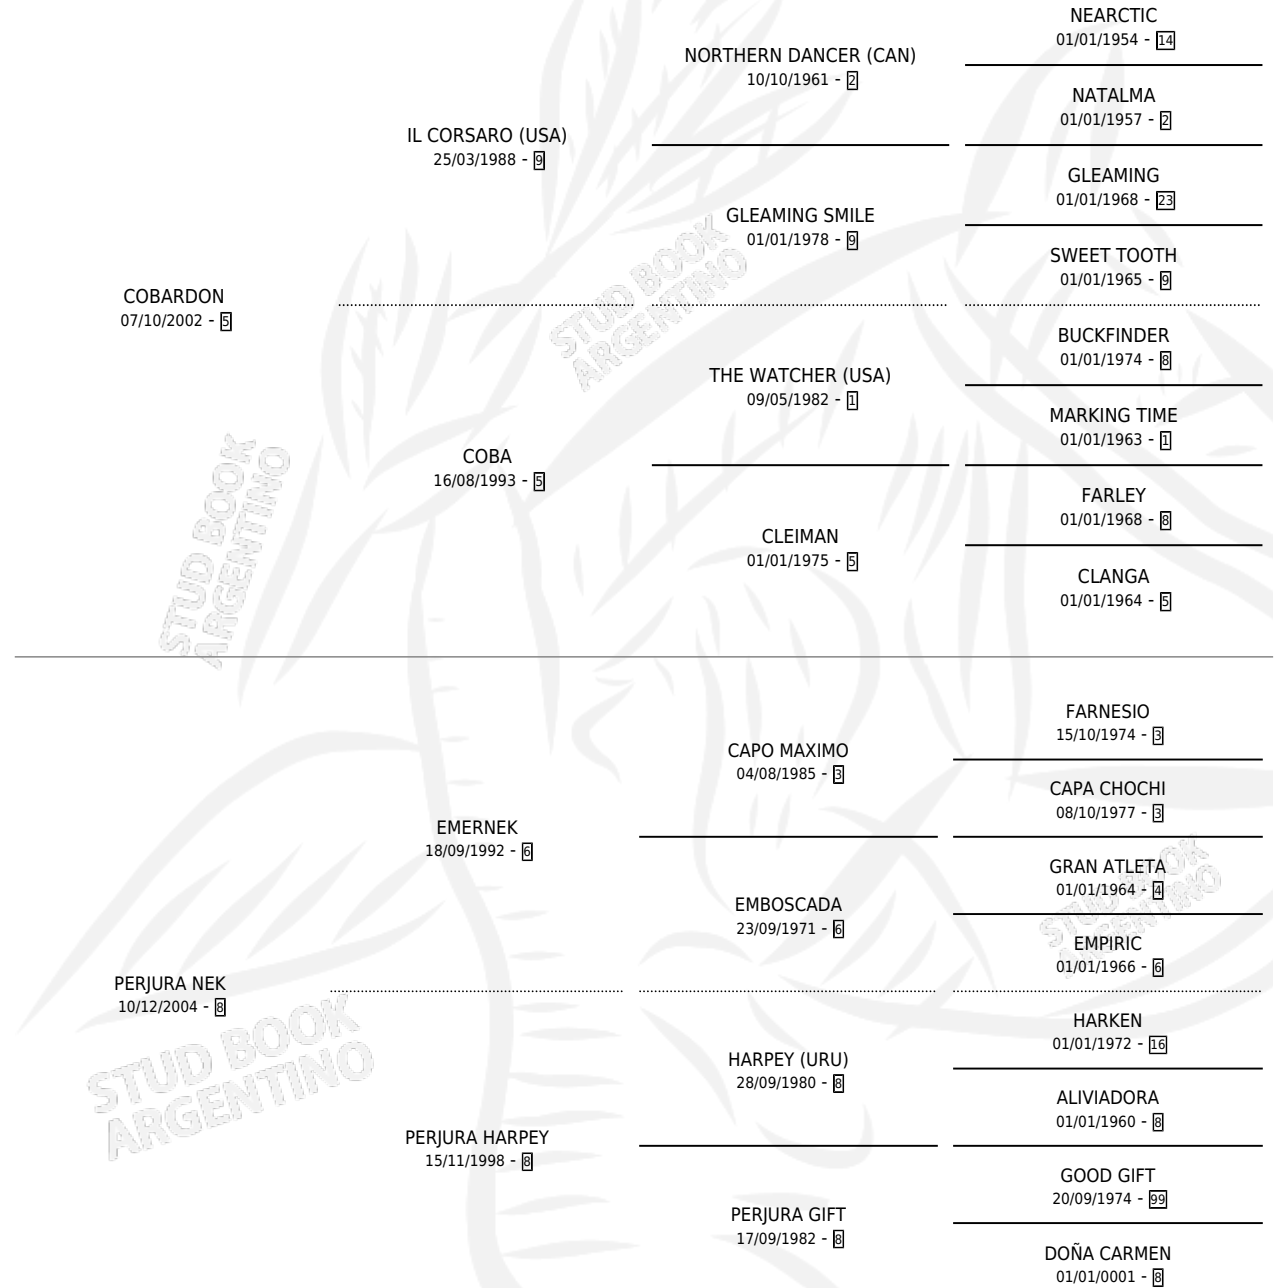 NEARCTIC
01/01/1954 - 14
NORTHERN DANCER (CAN)
10/10/1961 - 2
NATALMA
01/01/1957 - 2
IL CORSARO (USA)
25/03/1988 - 9
GLEAMING
01/01/1968 - 23
GLEAMING SMILE
01/01/1978 - 9
SWEET TOOTH
01/01/1965 - 9
STUD BOOK
ARGENTINO
COBARDON
07/10/2002 - 5
BUCKFINDER
01/01/1974 - 8
THE WATCHER (USA)
09/05/1982 - 1
MARKING TIME
01/01/1963 - 1
COBA
16/08/1993 - 5
FARLEY
01/01/1968 - 8
CLEIMAN
01/01/1975 - 5
CLANGA
01/01/1964 - 5
STUD BOOK
ARGENTINO
FARNESIO
15/10/1974 - 3
CAPO MAXIMO
04/08/1985 - 3
CAPA CHOCHI
08/10/1977 - 3
EMERNEK
18/09/1992 - 6
GRAN ATLETA
01/01/1964 - 4
EMBOSCADA
23/09/1971 - 6
EMPIRIC
01/01/1966 - 6
STUD BOOK
ARGENTINO
PERJURA NEK
10/12/2004 - 8
HARKEN
01/01/1972 - 16
HARPEY (URU)
28/09/1980 - 8
ALIVIADORA
01/01/1960 - 8
STUD BOOK
ARGENTINO
PERJURA HARPEY
15/11/1998 - 8
GOOD GIFT
20/09/1974 - 99
PERJURA GIFT
17/09/1982 - 8
DOÑA CARMEN
01/01/0001 - 8